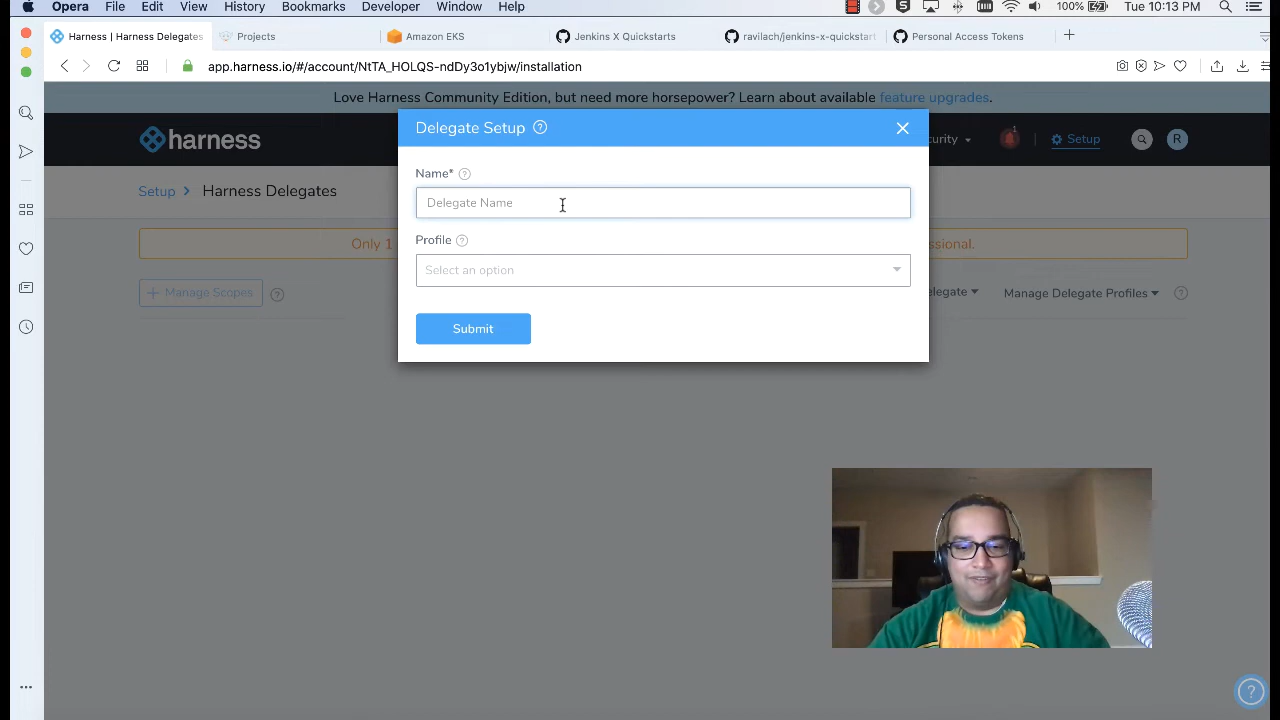 Opera File Edit View History Bookmarks Developer Window Help 100% Tue 10:13 PM
Harness | Harness Delegates Projects Amazon EKS Jenkins X Quickstarts ravilach/jenkins-x-quickstart Personal Access Tokens
app.harness.io/#/account/NtTA_HOLQS-ndDy3o1ybjw/installation
Love Harness Community Edition, but need more horsepower? Learn about available feature upgrades.
harness
curity
1
Setup
R
Delegate Setup ?
Setup > Harness Delegates
Name* ?
Delegate Name
Only 1
ssional.
Profile ?
Select an option
+ Manage Scopes ?
elegate
Manage Delegate Profiles ?
Submit
?